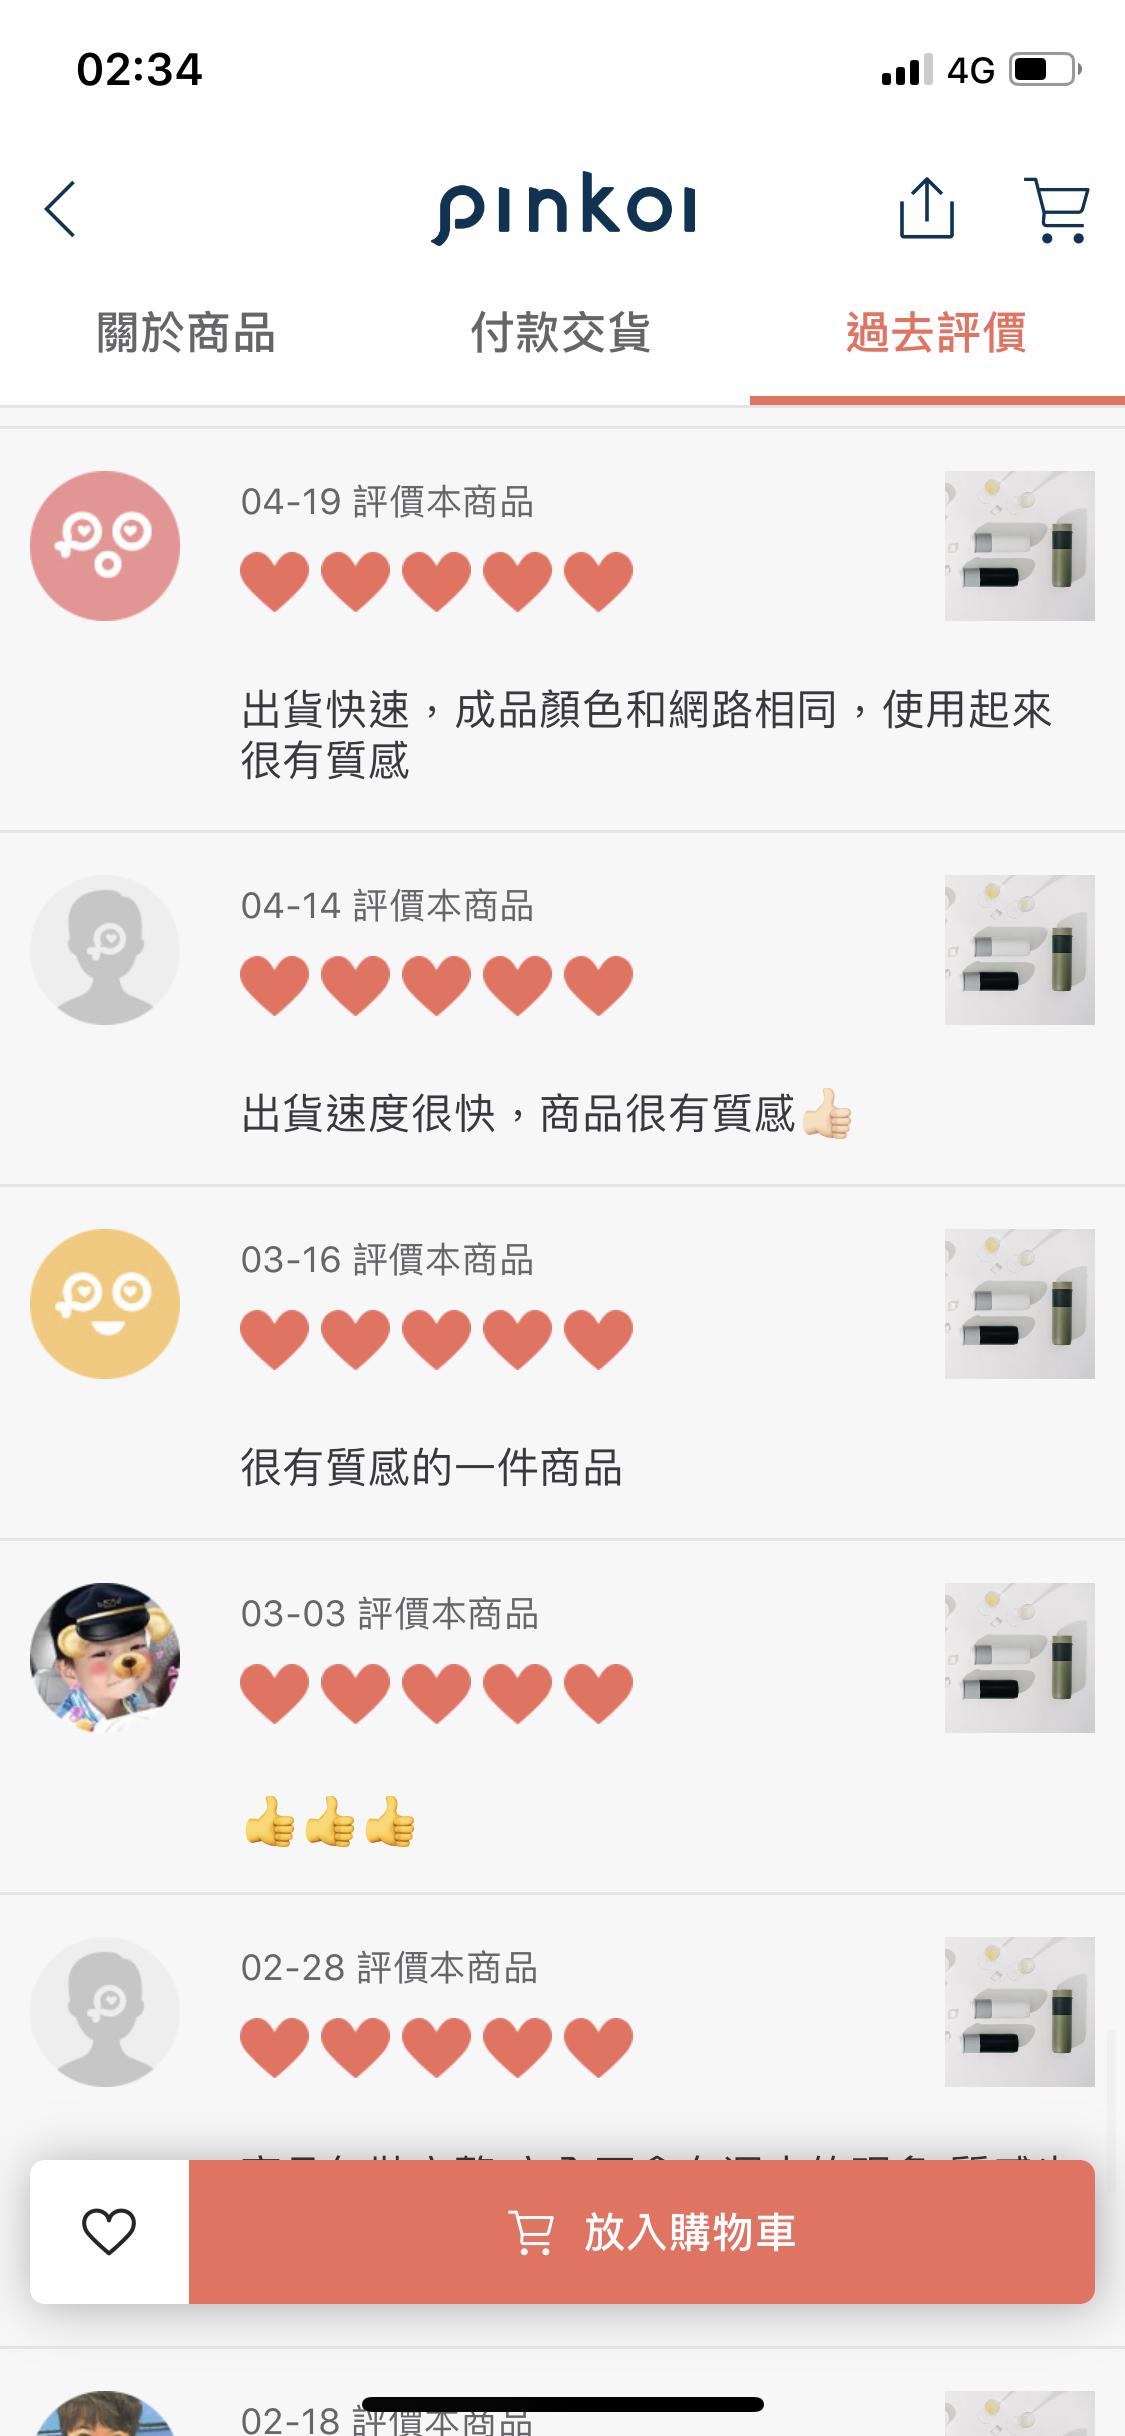 02:34
4G
pinkoi
關於商品
付款交貨
過去評價
04-19 評價本商品
出貨快速，成品顏色和網路相同，使用起來
很有質感
04-14 評價本商品
出貨速度很快，商品很有質感👍🏻
03-16 評價本商品
很有質感的一件商品
03-03 評價本商品
👍👍👍
02-28 評價本商品
放入購物車
02-18 評價本商品